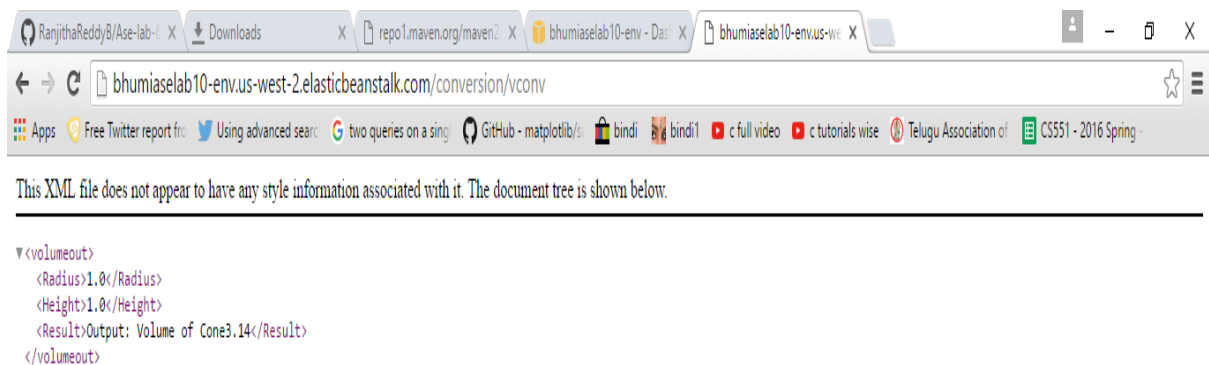 RanjithaReddyB/Ase-lab-6
Downloads
repo1.maven.org/maven2
bhumiaselab10-env - Das
bhumiaselab10-env.us-we
bhumiaselab10-env.us-west-2.elasticbeanstalk.com/conversion/vconv
Apps
Free Twitter report fro
Using advanced searc
two queries on a singl
GitHub - matplotlib/
bindi
bindi1
c full video
c tutorials wise
Telugu Association of
CS551 - 2016 Spring -
This XML file does not appear to have any style information associated with it. The document tree is shown below.
▼<volumeout>
<Radius>1.0</Radius>
<Height>1.0</Height>
<Result>Output: Volume of Cone3.14</Result>
</volumeout>